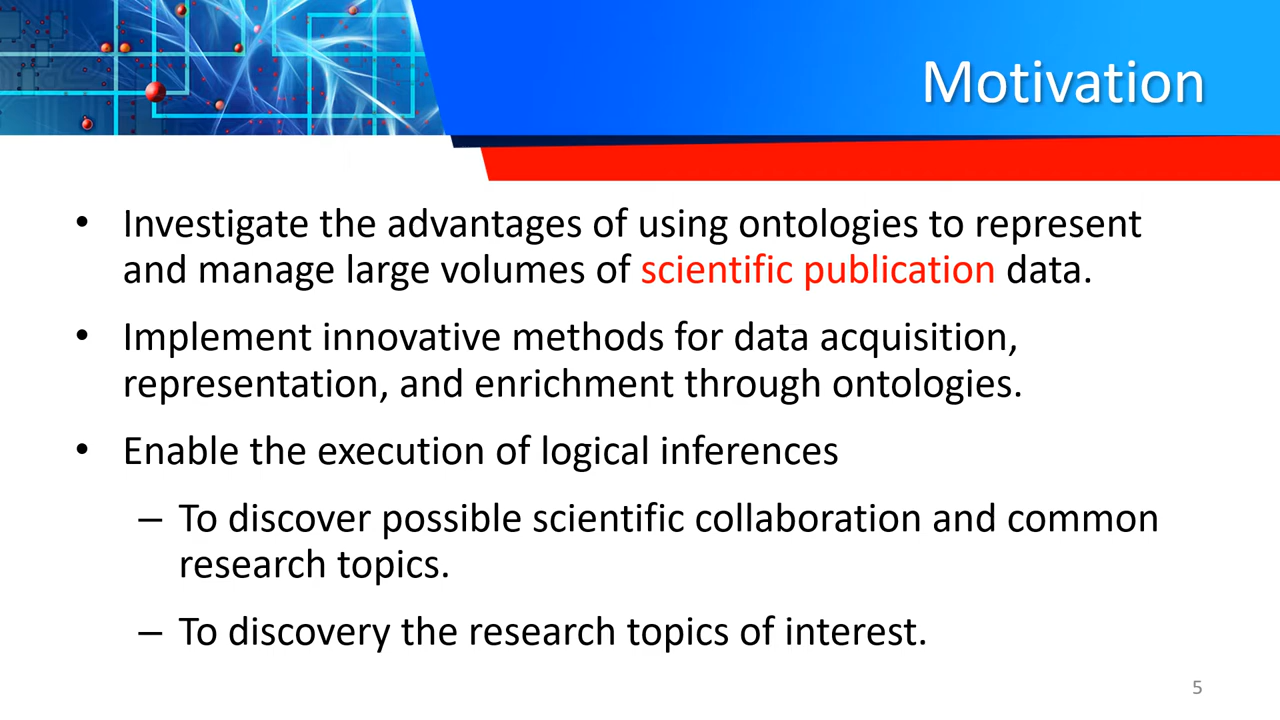 Motivation
• Investigate the advantages of using ontologies to represent
and manage large volumes of scientific publication data.
• Implement innovative methods for data acquisition,
representation, and enrichment through ontologies.
• Enable the execution of logical inferences
– To discover possible scientific collaboration and common
research topics.
– To discovery the research topics of interest.
5